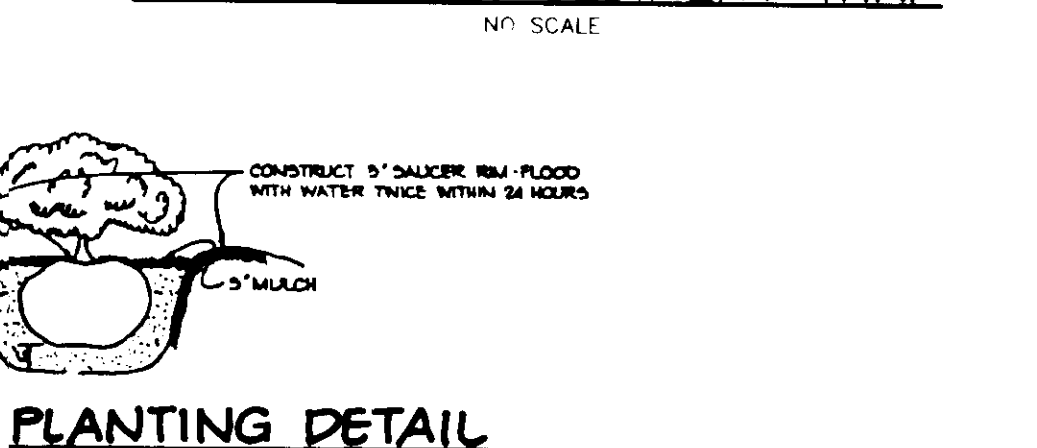 NO SCALE
CONSTRUCT 3" SAUCER RIM - FLOOD
WITH WATER TWICE WITHIN 24 HOURS
3" MULCH
PLANTING DETAIL